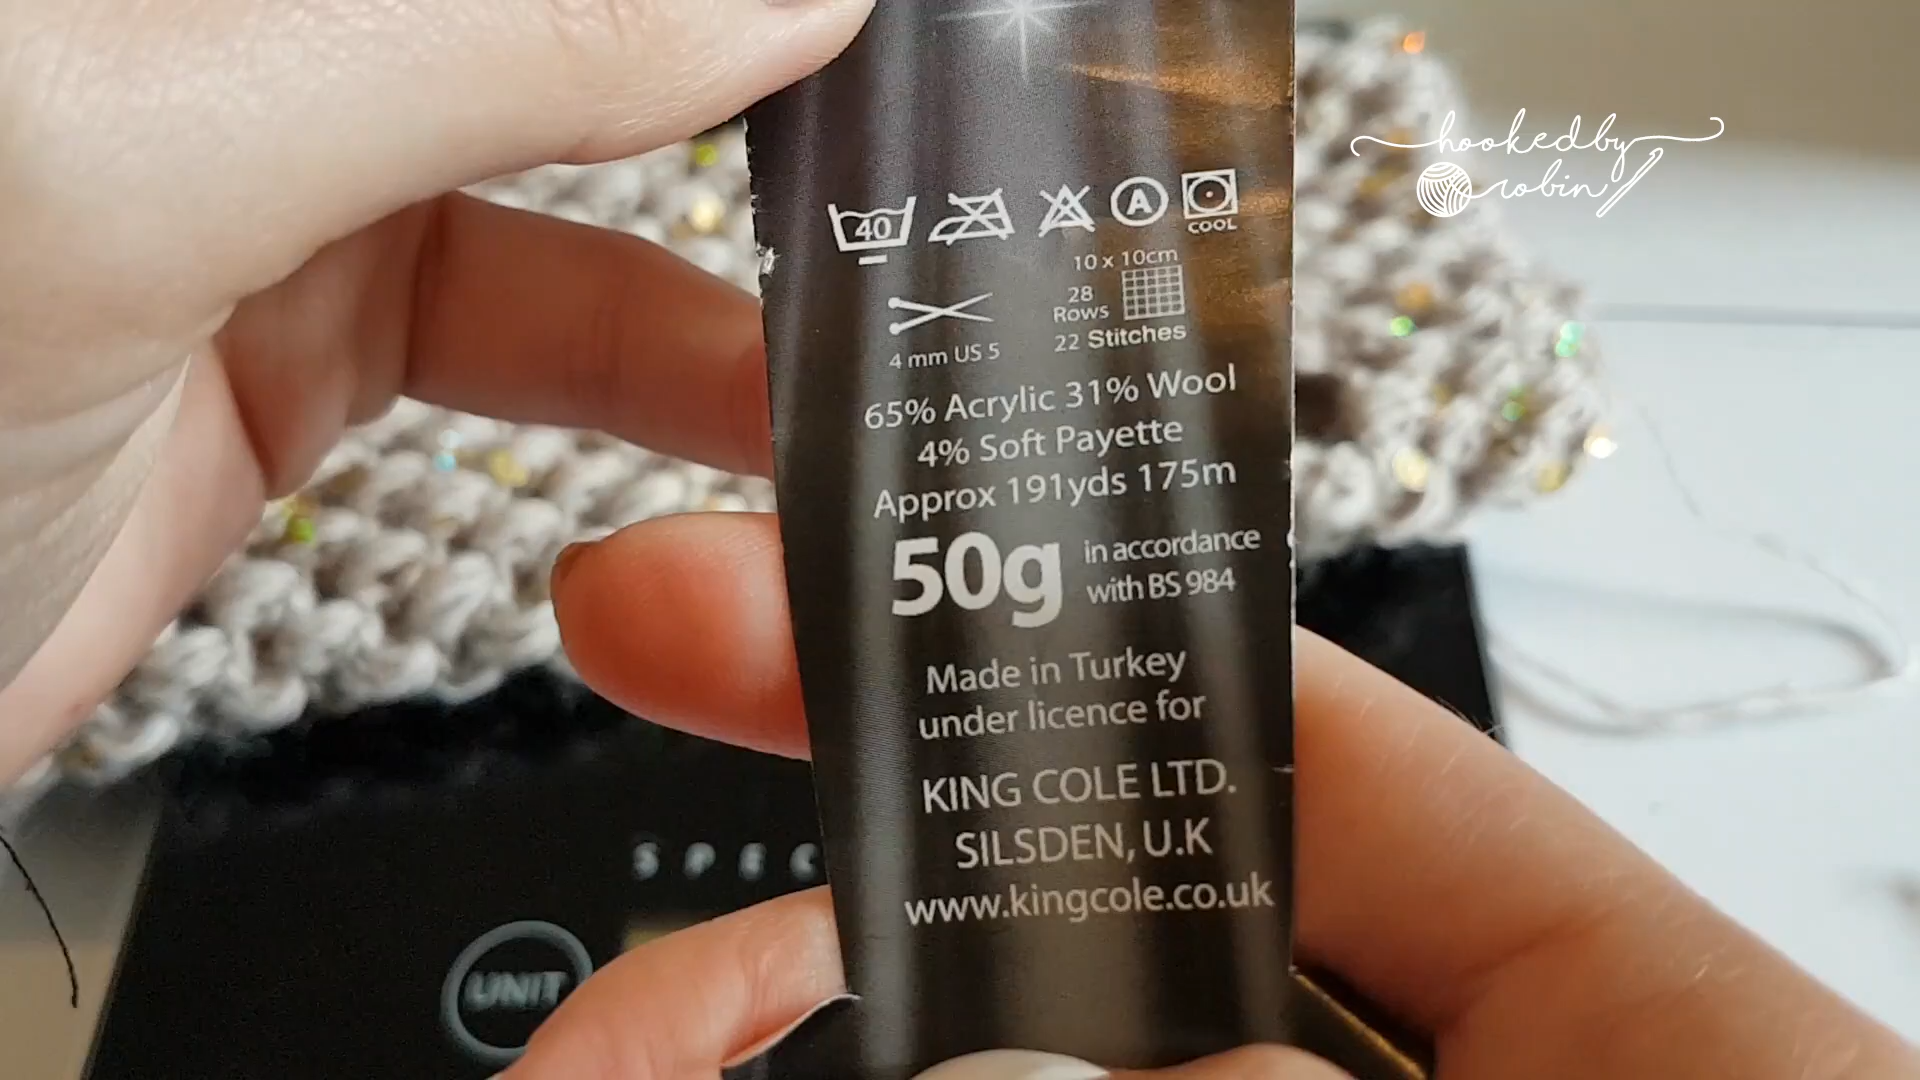 hookedby
robin
40
A
COOL
10 x 10cm
28
Rows
22 Stitches
4 mm US 5
65% Acrylic 31% Wool
4% Soft Payette
Approx 191yds 175m
50g in accordance
with BS 984
Made in Turkey
under licence for
KING COLE LTD.
SILSDEN, U.K
www.kingcole.co.uk
SPEC
UNIT